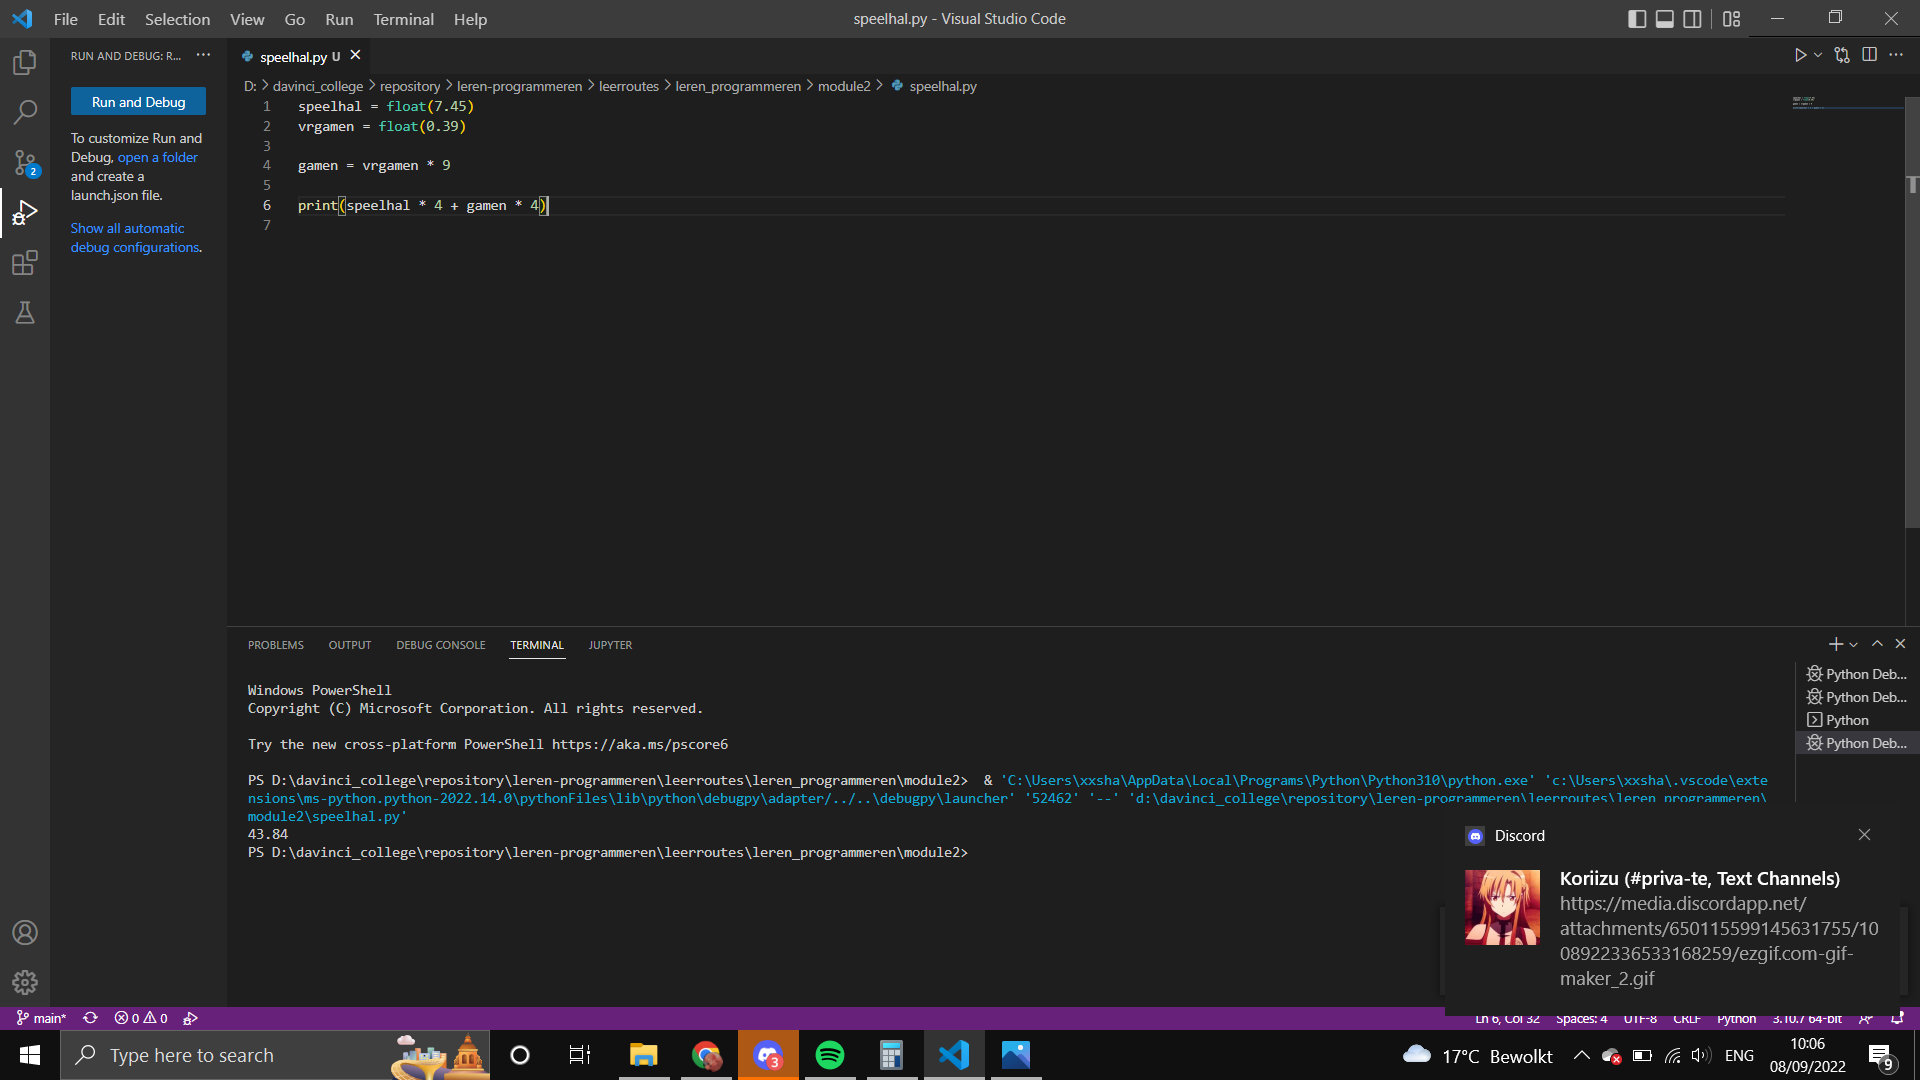 File Edit Selection View Go Run Terminal Help
speelhal.py - Visual Studio Code
RUN AND DEBUG: R... ···
speelhal.py U
D: > davinci_college > repository > leren-programmeren > leerroutes > leren_programmeren > module2 > speelhal.py
Run and Debug
To customize Run and
Debug, open a folder
and create a
launch.json file.
Show all automatic
debug configurations.
2
1 speelhal = float(7.45)
2 vrgamen = float(0.39)
3
4 gamen = vrgamen * 9
5
6 print(speelhal * 4 + gamen * 4)
7
PROBLEMS OUTPUT DEBUG CONSOLE TERMINAL JUPYTER
Windows PowerShell
Copyright (C) Microsoft Corporation. All rights reserved.
Try the new cross-platform PowerShell https://aka.ms/pscore6
PS D:\davinci_college\repository\leren-programmeren\leerroutes\leren_programmeren\module2> & 'C:\Users\xxsha\AppData\Local\Programs\Python\Python310\python.exe' 'c:\Users\xxsha\.vscode\exte
nsions\ms-python.python-2022.14.0\pythonFiles\lib\python\debugpy\adapter/../..\debugpy\launcher' '52462' '--' 'd:\davinci_college\repository\leren-programmeren\leerroutes\leren_programmeren\
module2\speelhal.py'
43.84
PS D:\davinci_college\repository\leren-programmeren\leerroutes\leren_programmeren\module2>
Python Deb...
Python Deb...
Python
Python Deb...
Discord
Koriizu (#priva-te, Text Channels)
https://media.discordapp.net/
attachments/650115599145631755/10
08922336533168259/ezgif.com-gif-
maker_2.gif
main* 0 0
Ln 6, Col 32 Spaces: 4 UTF-8 CRLF Python 3.10.7 64-bit
Type here to search
3
17°C Bewolkt
ENG
10:06
08/09/2022
9